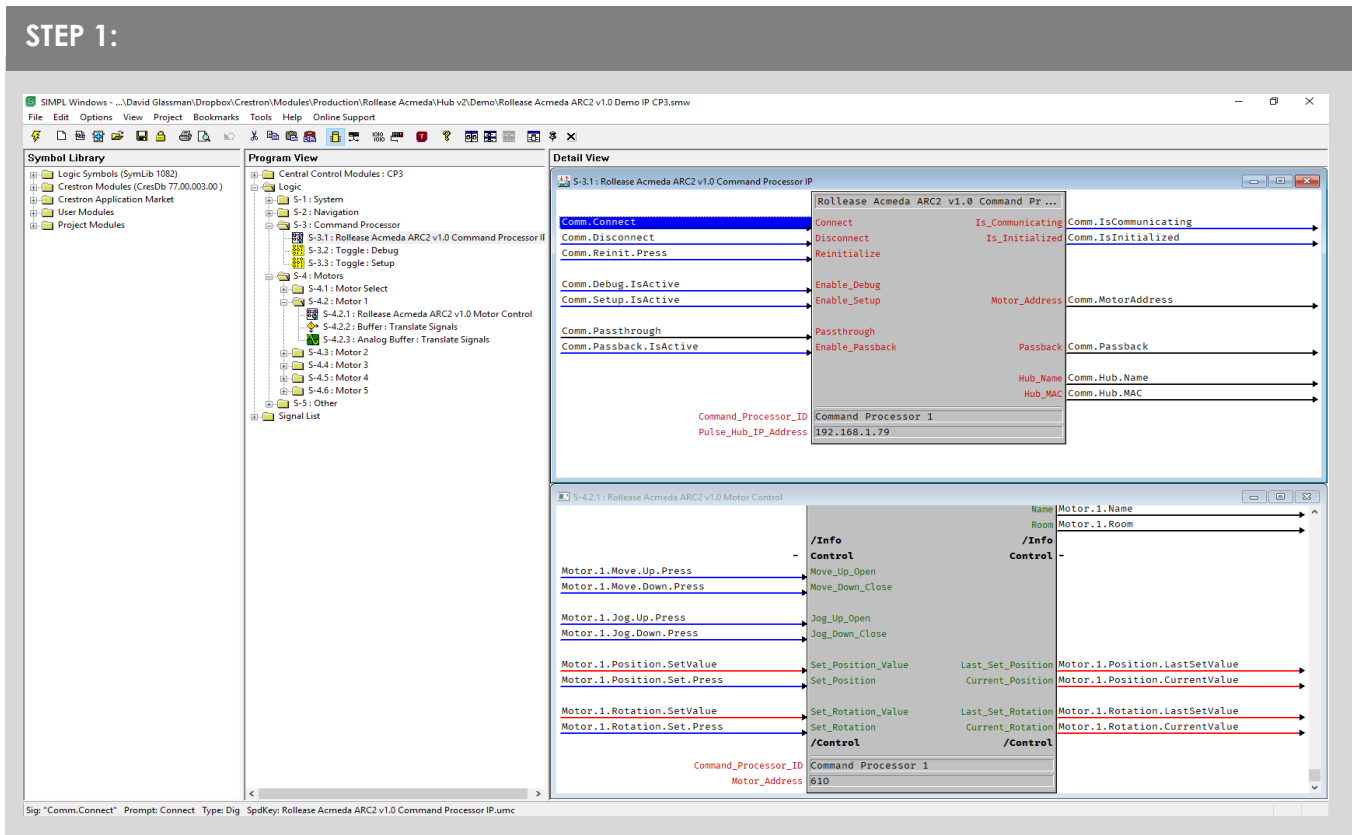 STEP 1:
SIMPL Windows - ...\David Glassman\Dropbox\Crestron\Modules\Production\Rollease Acmeda\Hub v2\Demo\Rollease Acmeda ARC2 v1.0 Demo IP CP3.smw
File Edit Options View Project Bookmarks Tools Help Online Support
Symbol Library
Logic Symbols (SymLib 1082)
Crestron Modules (CresDb 77.00.003.00 )
Crestron Application Market
User Modules
Project Modules
Program View
Central Control Modules : CP3
Logic
S-1 : System
S-2 : Navigation
S-3 : Command Processor
S-3.1 : Rollease Acmeda ARC2 v1.0 Command Processor IP
S-3.2 : Toggle : Debug
S-3.3 : Toggle : Setup
S-4 : Motors
S-4.1 : Motor Select
S-4.2 : Motor 1
S-4.2.1 : Rollease Acmeda ARC2 v1.0 Motor Control
S-4.2.2 : Buffer : Translate Signals
S-4.2.3 : Analog Buffer : Translate Signals
S-4.3 : Motor 2
S-4.4 : Motor 3
S-4.5 : Motor 4
S-4.6 : Motor 5
S-5 : Other
Signal List
Detail View
S-3.1 : Rollease Acmeda ARC2 v1.0 Command Processor IP
Rollease Acmeda ARC2 v1.0 Command Pr ...
Comm.Connect Connect Is_Communicating Comm.IsCommunicating
Comm.Disconnect Disconnect Is_Initialized Comm.IsInitialized
Comm.Reinit.Press Reinitialize
Comm.Debug.IsActive Enable_Debug
Comm.Setup.IsActive Enable_Setup Motor_Address Comm.MotorAddress
Comm.Passthrough Passthrough
Comm.Passback.IsActive Enable_Passback Passback Comm.Passback
Hub_Name Comm.Hub.Name
Hub_MAC Comm.Hub.MAC
Command_Processor_ID Command Processor 1
Pulse_Hub_IP_Address 192.168.1.79
S-4.2.1 : Rollease Acmeda ARC2 v1.0 Motor Control
Name Motor.1.Name
Room Motor.1.Room
/Info /Info
- Control Control -
Motor.1.Move.Up.Press Move_Up_Open
Motor.1.Move.Down.Press Move_Down_Close
Motor.1.Jog.Up.Press Jog_Up_Open
Motor.1.Jog.Down.Press Jog_Down_Close
Motor.1.Position.SetValue Set_Position_Value Last_Set_Position Motor.1.Position.LastSetValue
Motor.1.Position.Set.Press Set_Position Current_Position Motor.1.Position.CurrentValue
Motor.1.Rotation.SetValue Set_Rotation_Value Last_Set_Rotation Motor.1.Rotation.LastSetValue
Motor.1.Rotation.Set.Press Set_Rotation Current_Rotation Motor.1.Rotation.CurrentValue
/Control /Control
Command_Processor_ID Command Processor 1
Motor_Address 610
Sig: "Comm.Connect" Prompt: Connect Type: Dig SpdKey: Rollease Acmeda ARC2 v1.0 Command Processor IP.umc